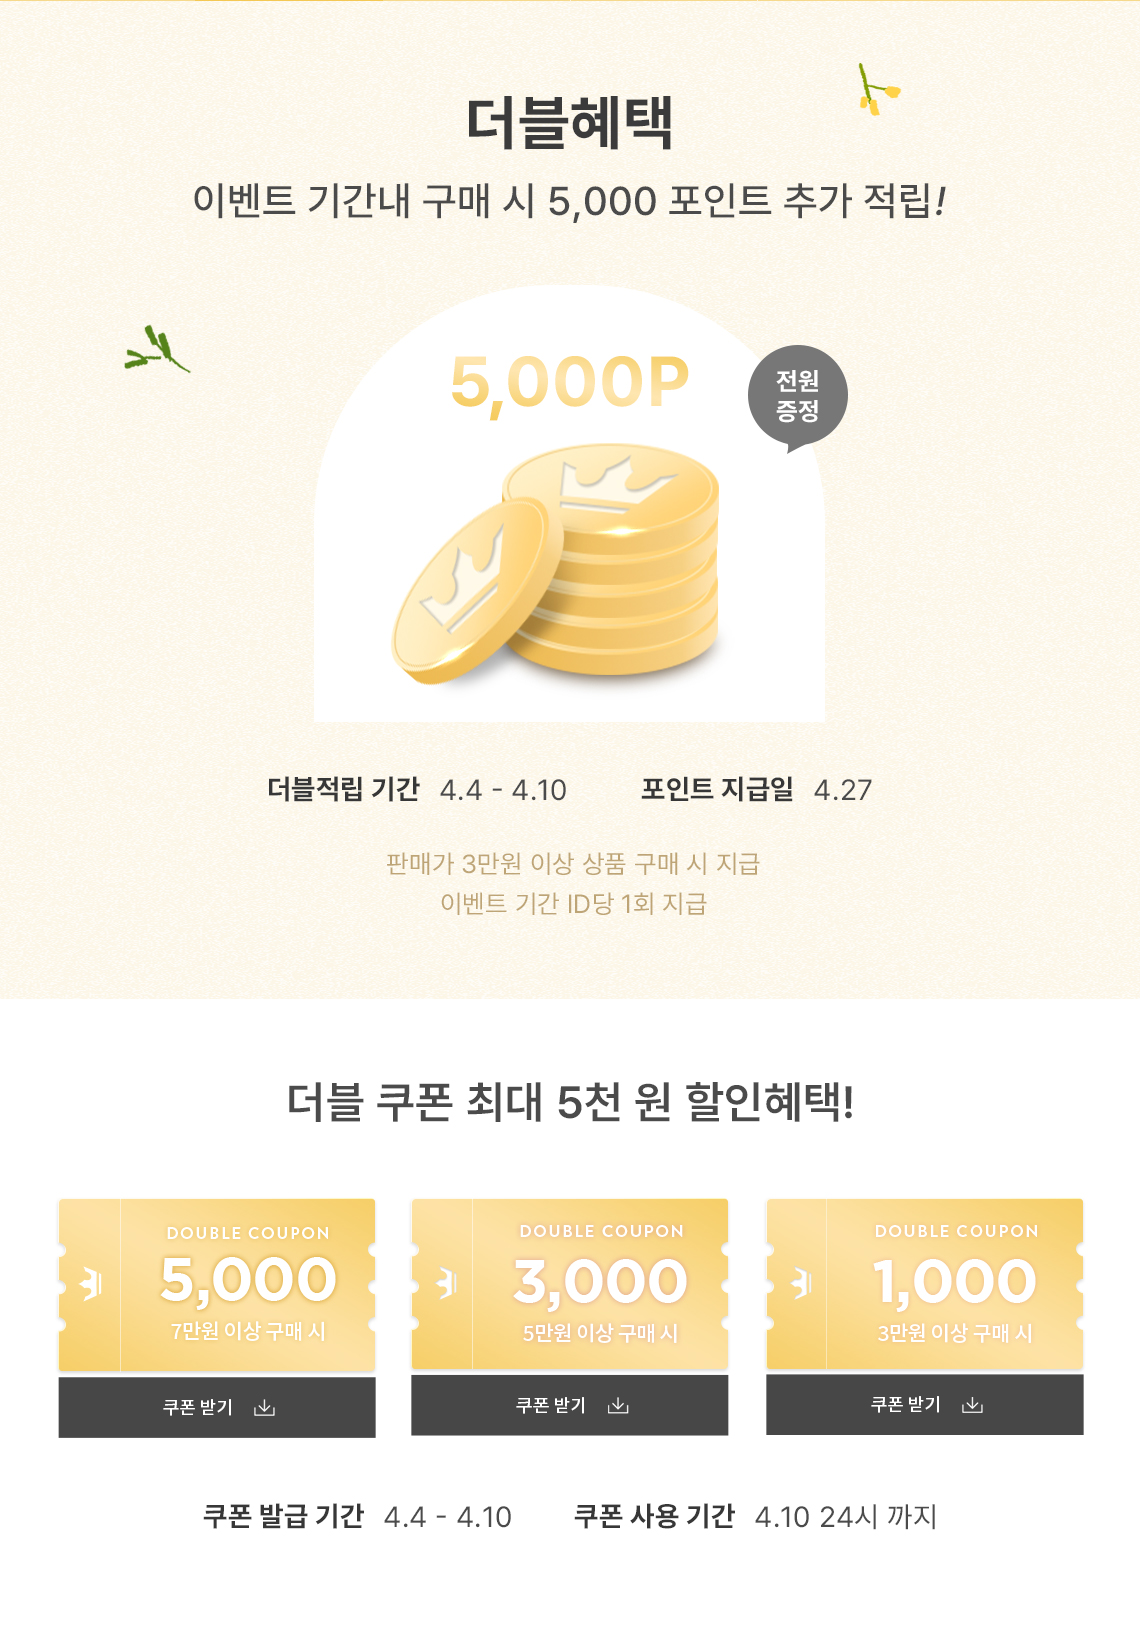 더블혜택
이벤트 기간내 구매 시 5,000 포인트 추가 적립!
5,000P
전원
증정
더블적립 기간 4.4 - 4.10
포인트 지급일 4.27
판매가 3만원 이상 상품 구매 시 지급
이벤트 기간 ID당 1회 지급
더블 쿠폰 최대 5천 원 할인혜택!
DOUBLE COUPON
5,000
7만원 이상 구매 시
쿠폰 받기
DOUBLE COUPON
3,000
5만원 이상 구매 시
쿠폰 받기
DOUBLE COUPON
1,000
3만원 이상 구매 시
쿠폰 받기
쿠폰 발급 기간 4.4 - 4.10
쿠폰 사용 기간 4.10 24시 까지